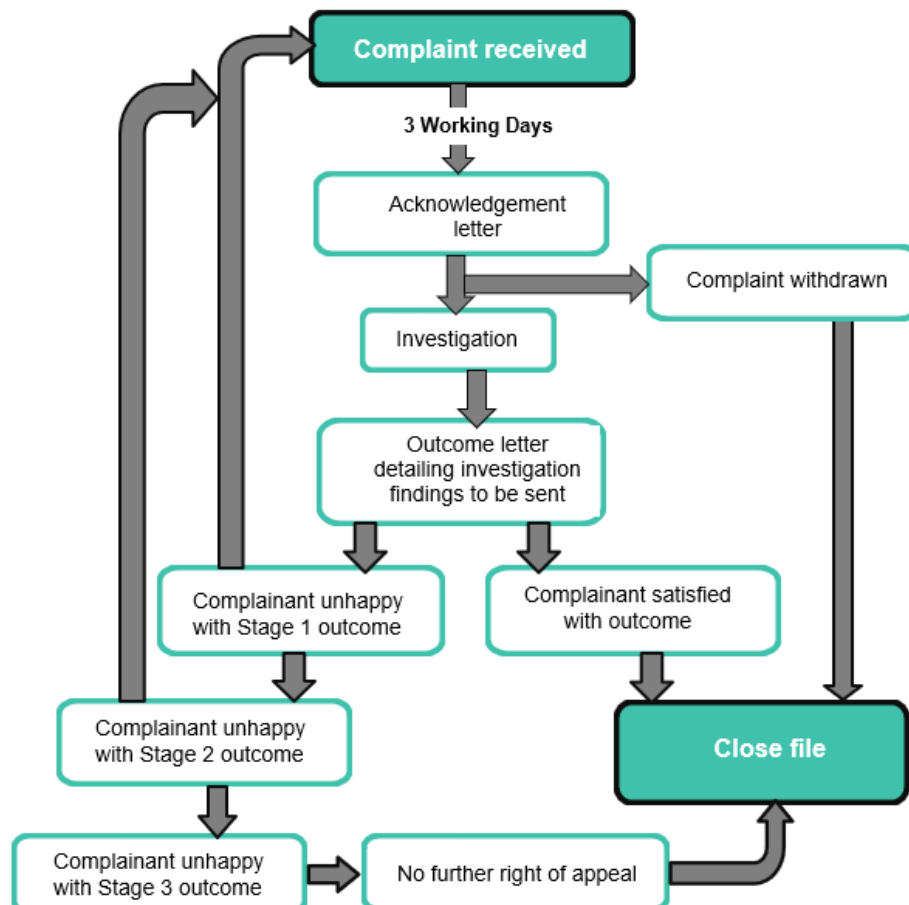 Complaint received
3 Working Days
Acknowledgement
letter
Complaint withdrawn
Investigation
Outcome letter
detailing investigation
findings to be sent
Complainant unhappy
with Stage 1 outcome
Complainant satisfied
with outcome
Complainant unhappy
with Stage 2 outcome
Close file
Complainant unhappy
with Stage 3 outcome
No further right of appeal